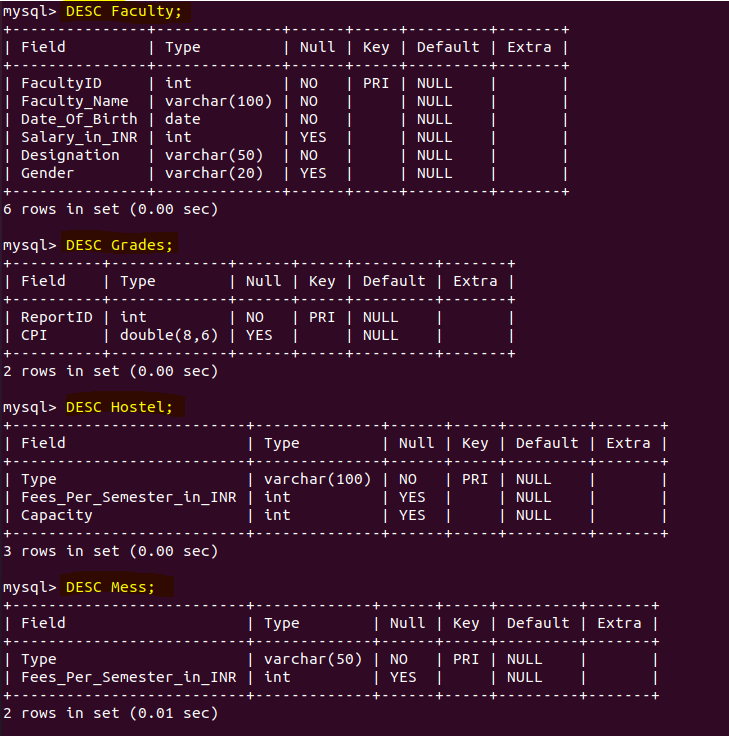 mysql> DESC Faculty;
+---------------+--------------+------+-----+---------+-------+
| Field         | Type         | Null | Key | Default | Extra |
+---------------+--------------+------+-----+---------+-------+
| FacultyID     | int          | NO   | PRI | NULL    |       |
| Faculty_Name  | varchar(100) | NO   |     | NULL    |       |
| Date_Of_Birth | date         | NO   |     | NULL    |       |
| Salary_in_INR | int          | YES  |     | NULL    |       |
| Designation   | varchar(50)  | NO   |     | NULL    |       |
| Gender        | varchar(20)  | YES  |     | NULL    |       |
+---------------+--------------+------+-----+---------+-------+
6 rows in set (0.00 sec)

mysql> DESC Grades;
+----------+-------------+------+-----+---------+-------+
| Field    | Type        | Null | Key | Default | Extra |
+----------+-------------+------+-----+---------+-------+
| ReportID | int         | NO   | PRI | NULL    |       |
| CPI      | double(8,6) | YES  |     | NULL    |       |
+----------+-------------+------+-----+---------+-------+
2 rows in set (0.00 sec)

mysql> DESC Hostel;
+--------------------------+--------------+------+-----+---------+-------+
| Field                    | Type         | Null | Key | Default | Extra |
+--------------------------+--------------+------+-----+---------+-------+
| Type                     | varchar(100) | NO   | PRI | NULL    |       |
| Fees_Per_Semester_in_INR | int          | YES  |     | NULL    |       |
| Capacity                 | int          | YES  |     | NULL    |       |
+--------------------------+--------------+------+-----+---------+-------+
3 rows in set (0.00 sec)

mysql> DESC Mess;
+--------------------------+-------------+------+-----+---------+-------+
| Field                    | Type        | Null | Key | Default | Extra |
+--------------------------+-------------+------+-----+---------+-------+
| Type                     | varchar(50) | NO   | PRI | NULL    |       |
| Fees_Per_Semester_in_INR | int         | YES  |     | NULL    |       |
+--------------------------+-------------+------+-----+---------+-------+
2 rows in set (0.01 sec)